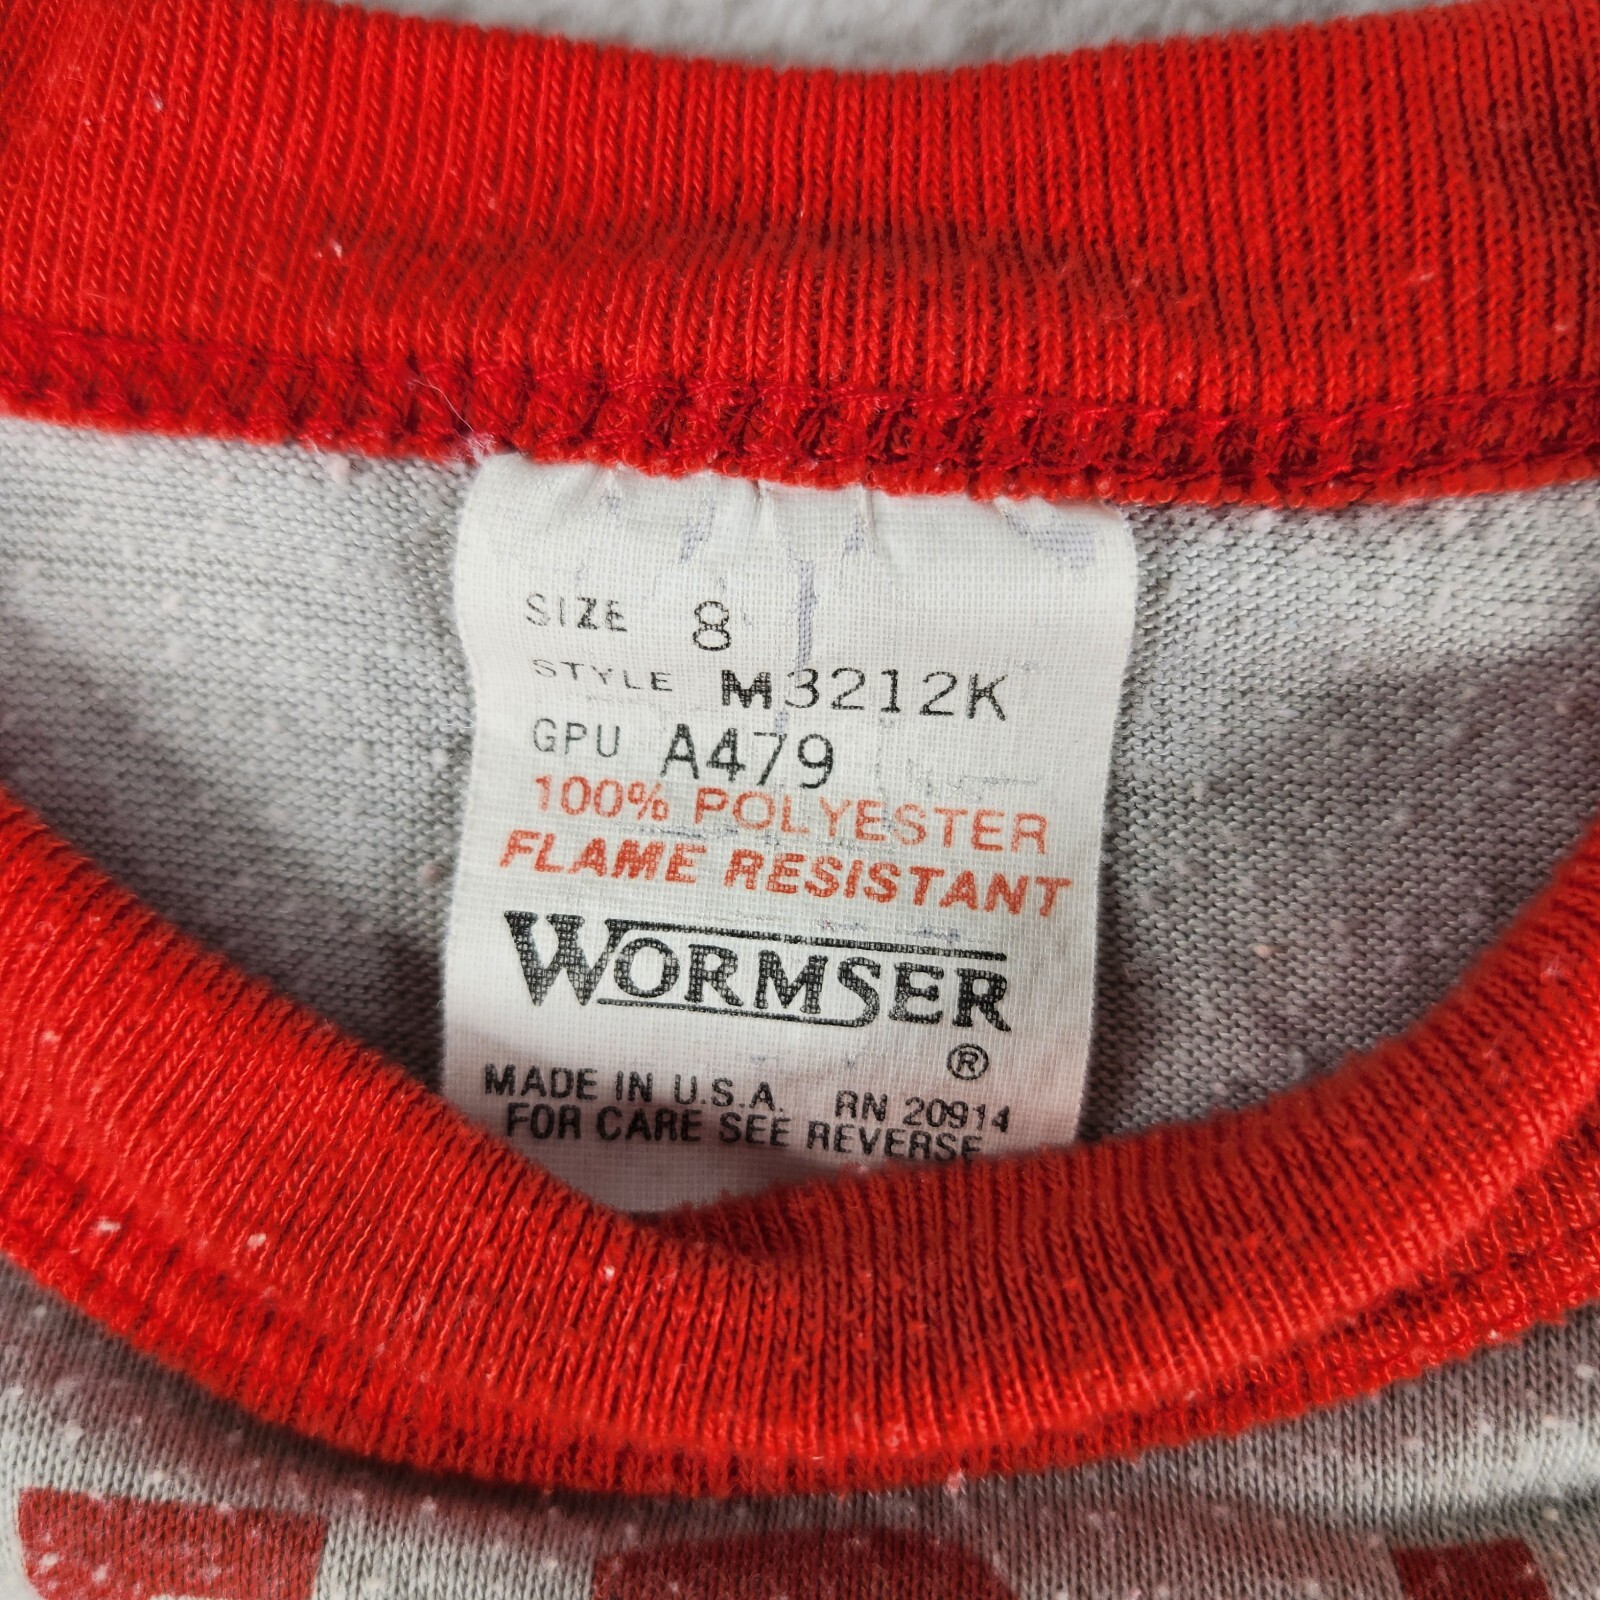 SIZE 8
STYLE M3212K
GPU A479
100% POLYESTER
FLAME RESISTANT
WORMSER
®
MADE IN U.S.A. RN 20914
FOR CARE SEE REVERSE